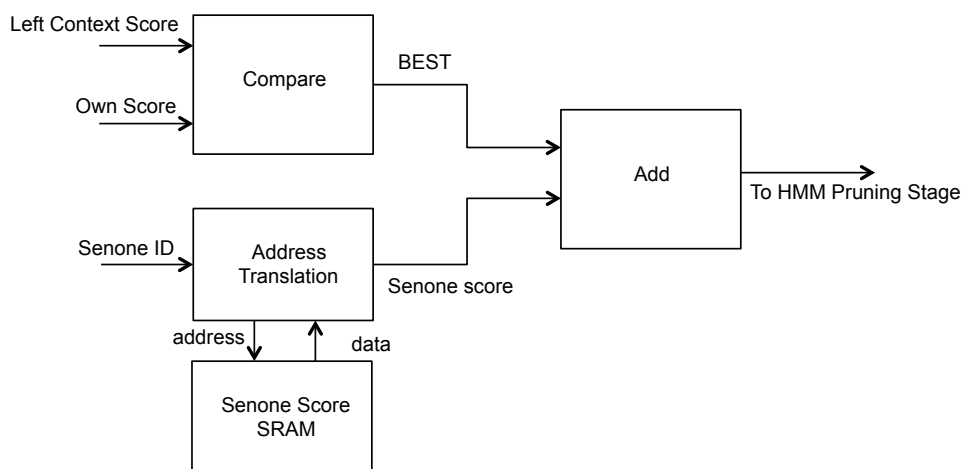 Left Context Score
BEST
Compare
Own Score
Add
To HMM Pruning Stage
Senone ID
Address
Translation
Senone score
address
data
Senone Score
SRAM